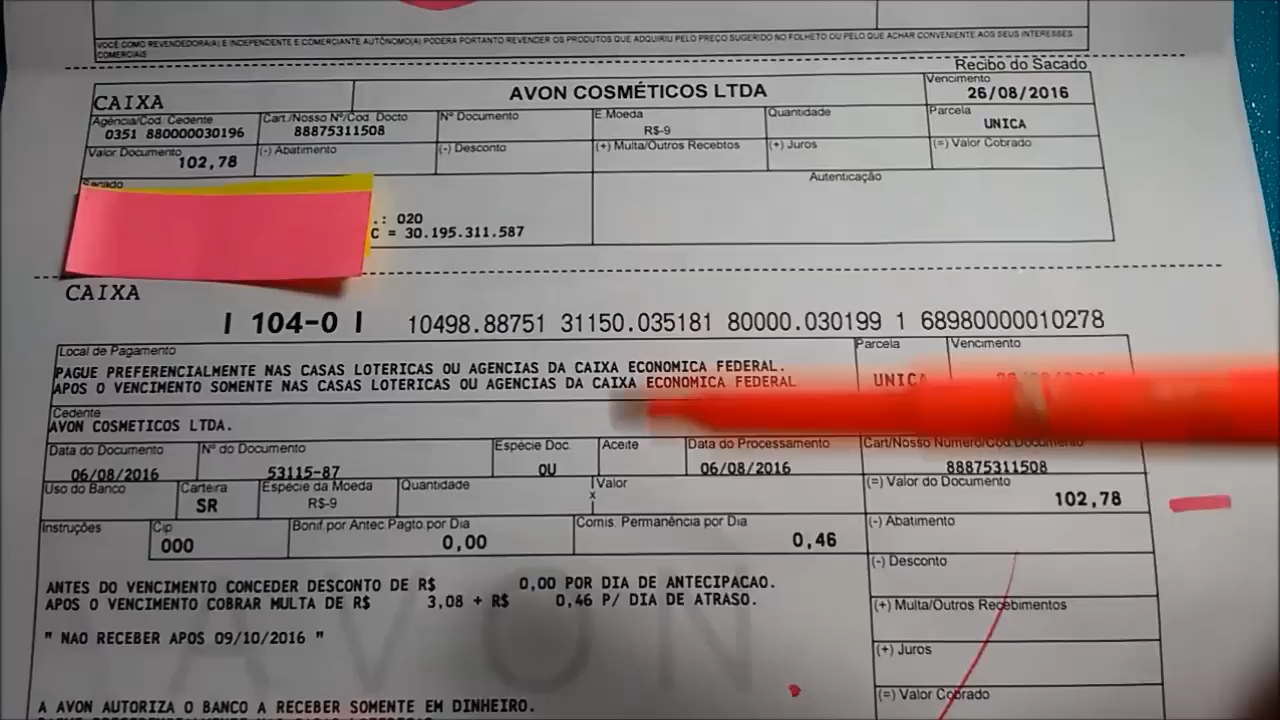 VOCÊ COMO REVENDEDORA(A) E INDEPENDENTE E COMERCIANTE AUTÔNOMO(A) PODERA PORTANTO REVENDER OS PRODUTOS QUE ADQUIRIU PELO PREÇO SUGERIDO NO FOLHETO OU PELO QUE ACHAR CONVENIENTE AOS SEUS INTERESSES
COMERCIAIS
Recibo do Sacado
CAIXA AVON COSMÉTICOS LTDA Vencimento 26/08/2016
Agência/Cod. Cedente Cart./Nosso Nº/Cod. Docto Nº Documento E Moeda Quantidade Parcela
0351 880000030196 88875311508 R$-9 UNICA
Valor Documento (-) Abatimento (-) Desconto (+) Multa/Outros Recebtos (+) Juros (=) Valor Cobrado
102,78
Sacado Autenticação
.: 020
C = 30.195.311.587
CAIXA
| 104-0 | 10498.88751 31150.035181 80000.030199 1 68980000010278
Local de Pagamento Parcela Vencimento
PAGUE PREFERENCIALMENTE NAS CASAS LOTERICAS OU AGENCIAS DA CAIXA ECONOMICA FEDERAL.
APOS O VENCIMENTO SOMENTE NAS CASAS LOTERICAS OU AGENCIAS DA CAIXA ECONOMICA FEDERAL UNICA
Cedente
AVON COSMETICOS LTDA.
Data do Documento Nº do Documento Espécie Doc. Aceite Data do Processamento Cart/Nosso Número/Cod. Documento
06/08/2016 53115-87 OU 06/08/2016 88875311508
Uso do Banco Carteira Espécie da Moeda Quantidade Valor (=) Valor do Documento
SR R$-9 x 102,78
Instruções Cip Bonif.por Antec.Pagto por Dia Comis. Permanência por Dia (-) Abatimento
000 0,00 0,46
(-) Desconto
ANTES DO VENCIMENTO CONCEDER DESCONTO DE R$ 0,00 POR DIA DE ANTECIPACAO.
APOS O VENCIMENTO COBRAR MULTA DE R$ 3,08 + R$ 0,46 P/ DIA DE ATRASO.
(+) Multa/Outros Recebimentos
" NAO RECEBER APOS 09/10/2016 "
(+) Juros
AVON
(=) Valor Cobrado
A AVON AUTORIZA O BANCO A RECEBER SOMENTE EM DINHEIRO.